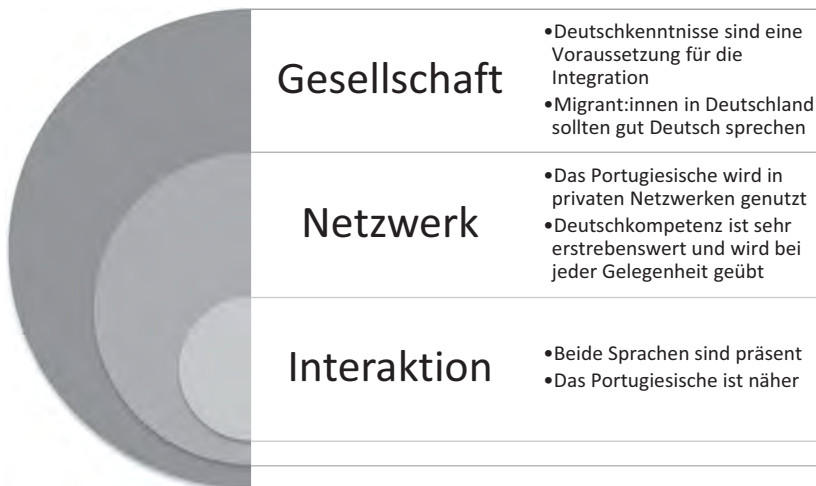 Gesellschaft
•Deutschkenntnisse sind eine
Voraussetzung für die
Integration
•Migrant:innen in Deutschland
sollten gut Deutsch sprechen
Netzwerk
•Das Portugiesische wird in
privaten Netzwerken genutzt
•Deutschkompetenz ist sehr
erstrebenswert und wird bei
jeder Gelegenheit geübt
Interaktion
•Beide Sprachen sind präsent
•Das Portugiesische ist näher